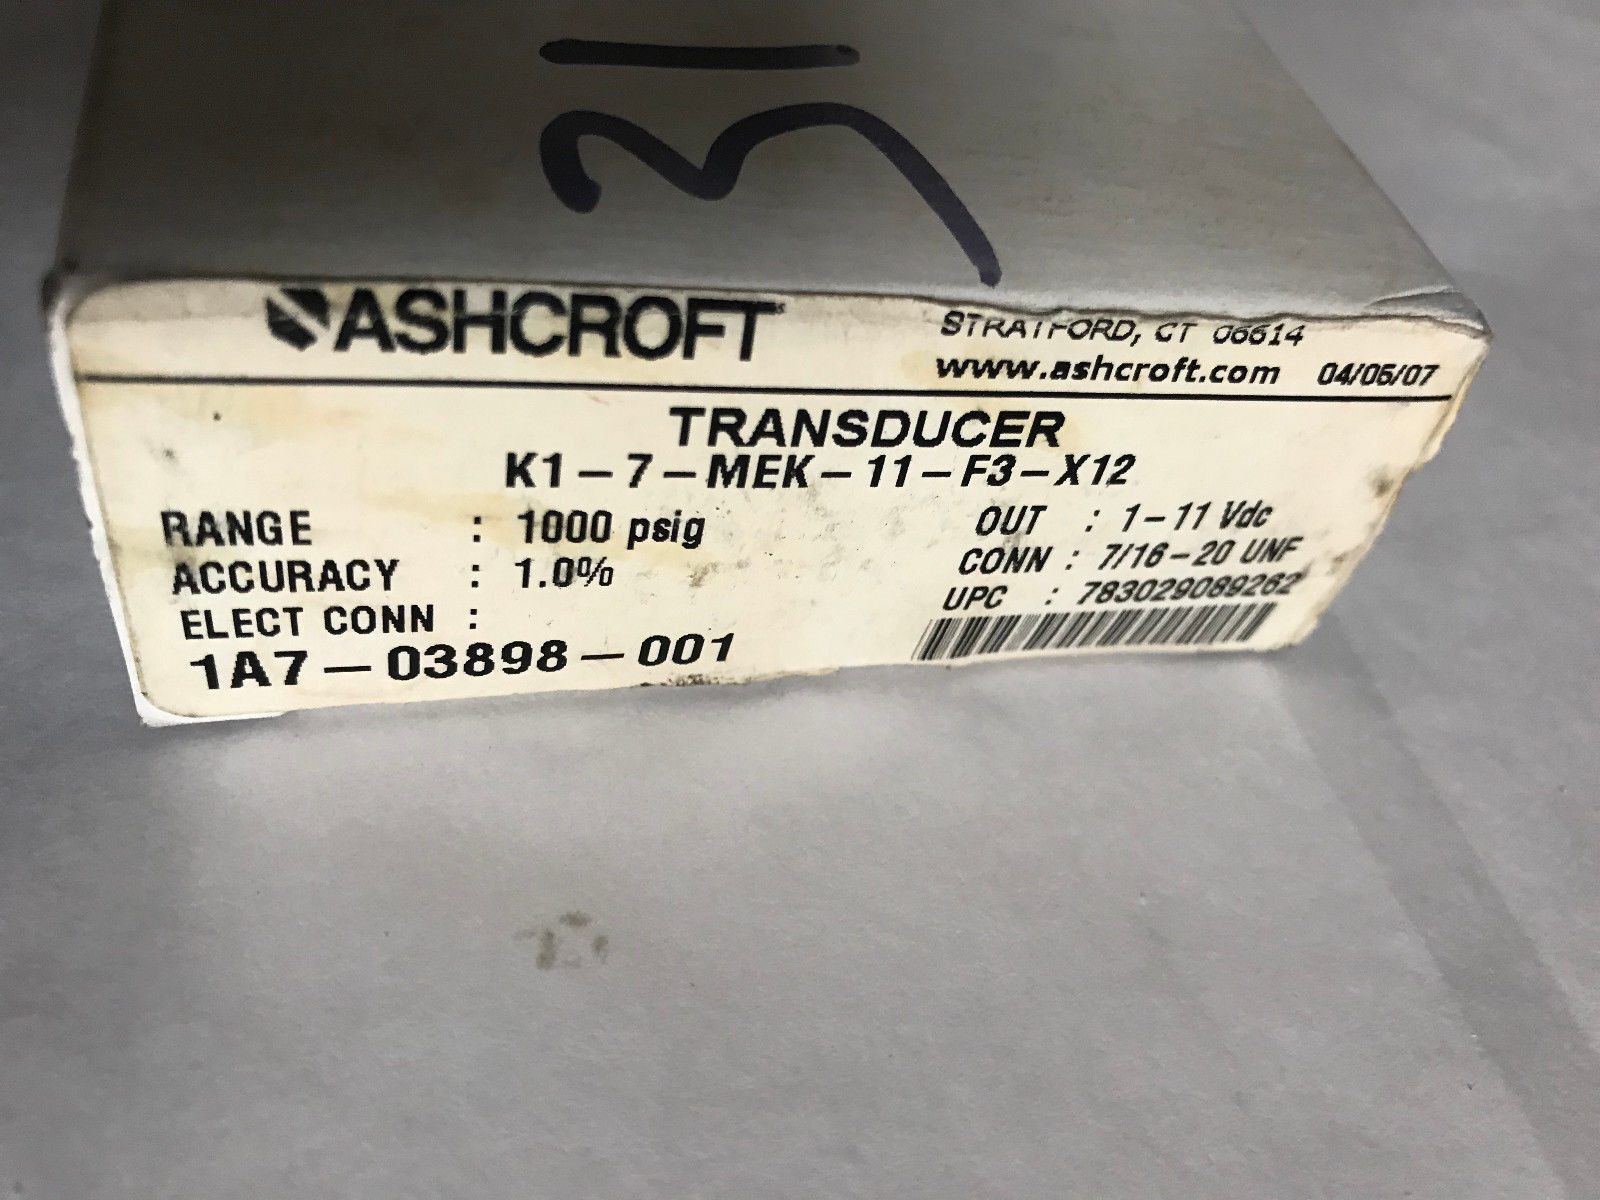 31
ASHCROFT
STRATFORD, CT 06614
www.ashcroft.com 04/06/07
TRANSDUCER
K1-7-MEK-11-F3-X12
RANGE : 1000 psig
OUT : 1-11 Vdc
ACCURACY : 1.0%
CONN : 7/16-20 UNF
ELECT CONN :
UPC : 783029089262
1A7-03898-001